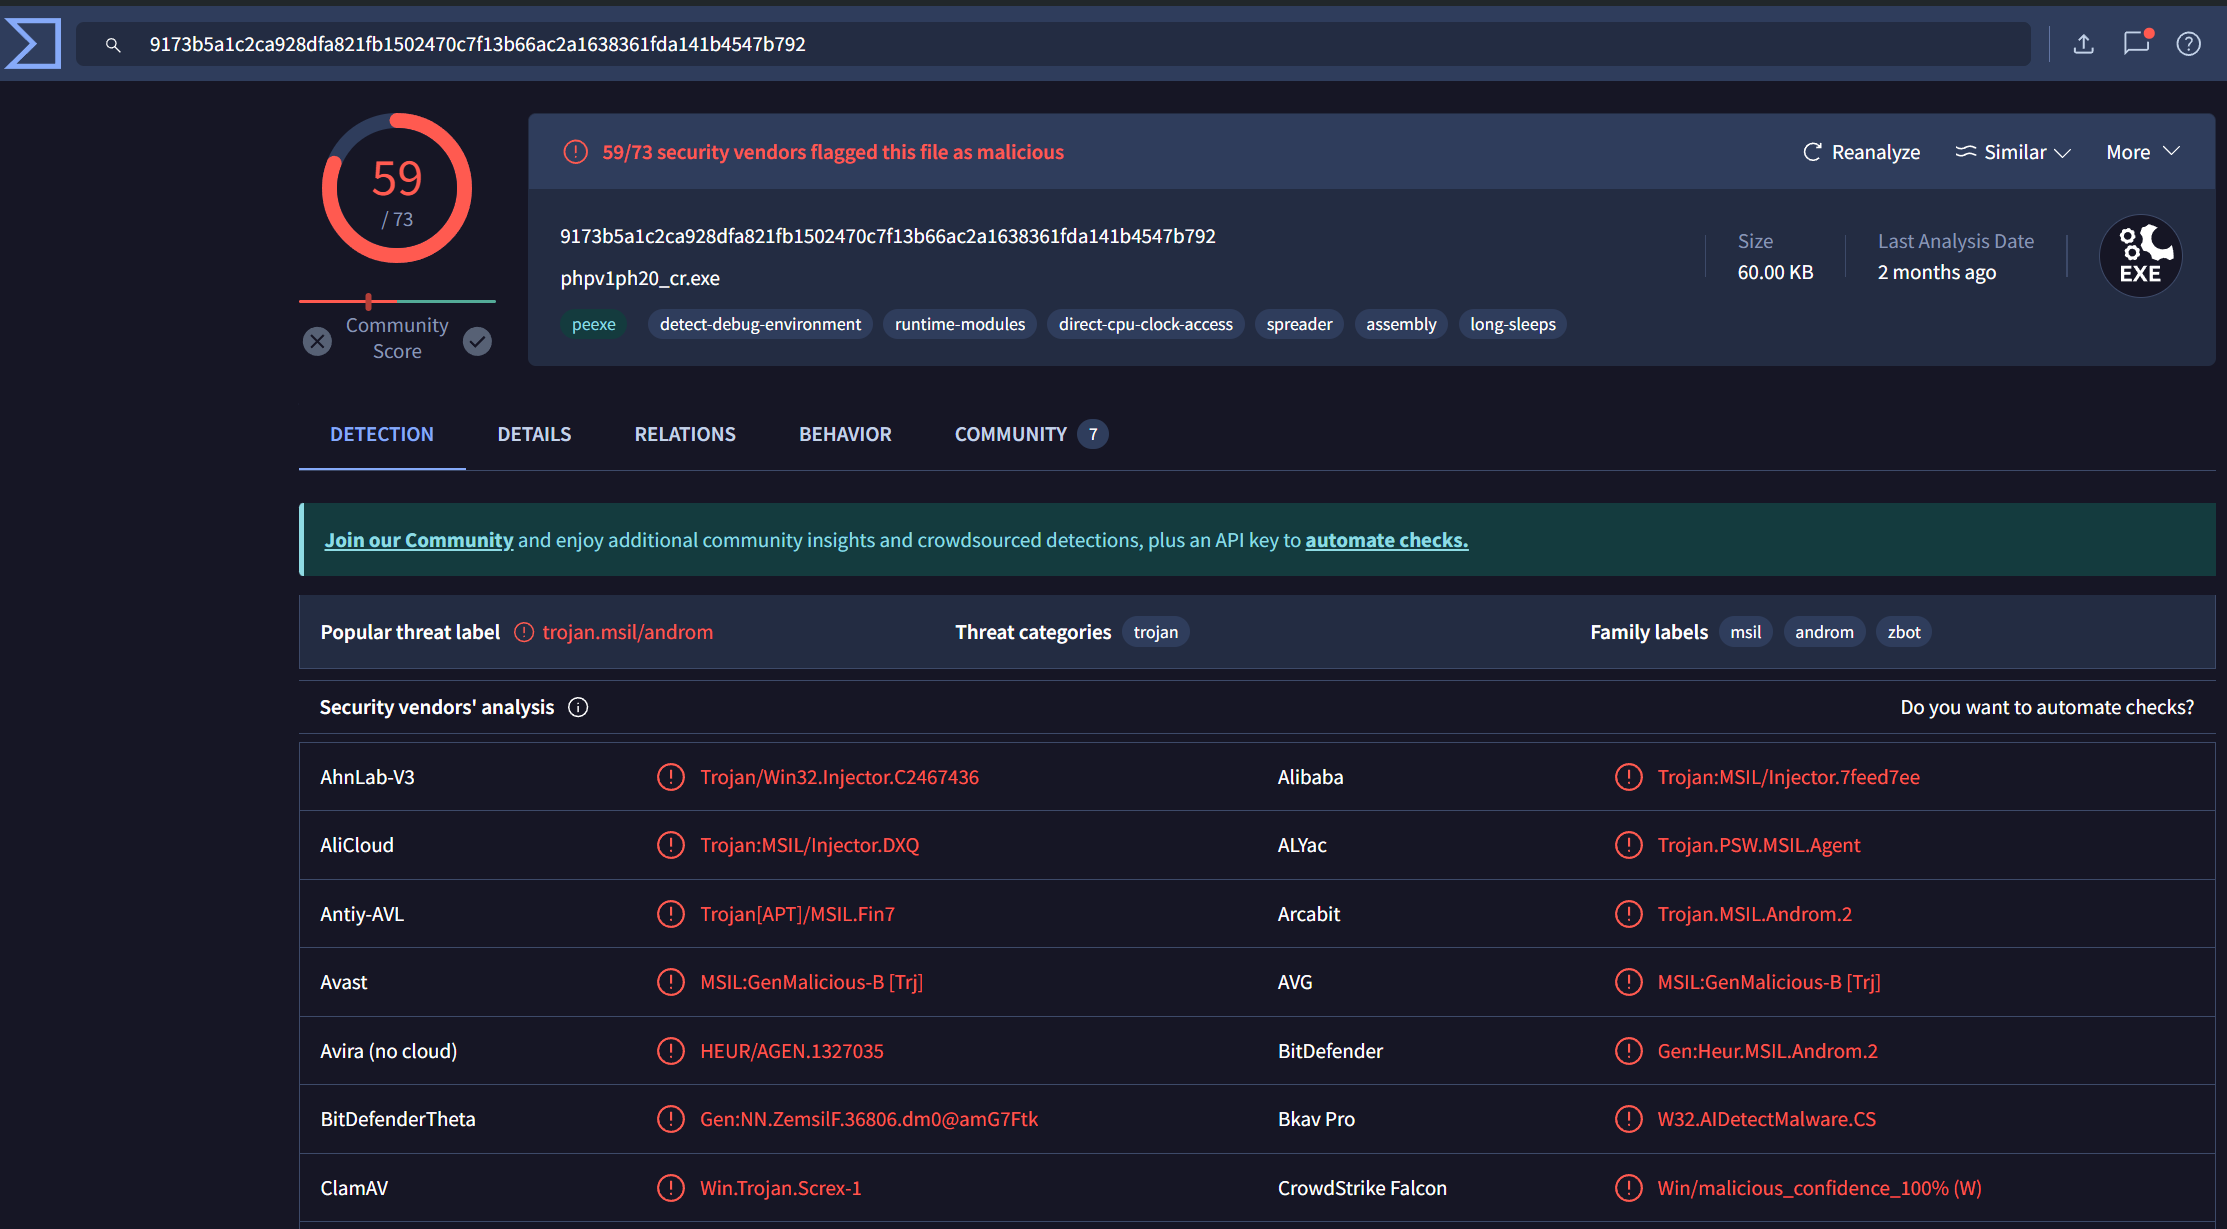 9173b5a1c2ca928dfa821fb1502470c7f13b66ac2a1638361fda141b4547b792
59
/ 73
Community
Score
59/73 security vendors flagged this file as malicious
Reanalyze
Similar
More
9173b5a1c2ca928dfa821fb1502470c7f13b66ac2a1638361fda141b4547b792
phpv1ph20_cr.exe
peexe
detect-debug-environment
runtime-modules
direct-cpu-clock-access
spreader
assembly
long-sleeps
Size
60.00 KB
Last Analysis Date
2 months ago
EXE
DETECTION
DETAILS
RELATIONS
BEHAVIOR
COMMUNITY 7
Join our Community and enjoy additional community insights and crowdsourced detections, plus an API key to automate checks.
Popular threat label trojan.msil/androm
Threat categories trojan
Family labels msil androm zbot
Security vendors' analysis
Do you want to automate checks?
AhnLab-V3 Trojan/Win32.Injector.C2467436
Alibaba Trojan:MSIL/Injector.7feed7ee
AliCloud Trojan:MSIL/Injector.DXQ
ALYac Trojan.PSW.MSIL.Agent
Antiy-AVL Trojan[APT]/MSIL.Fin7
Arcabit Trojan.MSIL.Androm.2
Avast MSIL:GenMalicious-B [Trj]
AVG MSIL:GenMalicious-B [Trj]
Avira (no cloud) HEUR/AGEN.1327035
BitDefender Gen:Heur.MSIL.Androm.2
BitDefenderTheta Gen:NN.ZemsilF.36806.dm0@amG7Ftk
Bkav Pro W32.AIDetectMalware.CS
ClamAV Win.Trojan.Screx-1
CrowdStrike Falcon Win/malicious_confidence_100% (W)